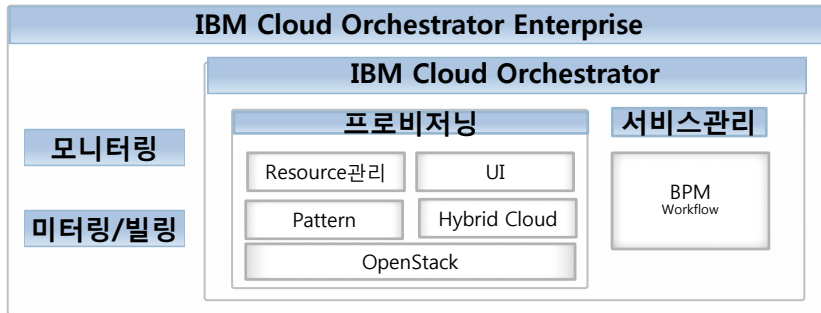 IBM Cloud Orchestrator Enterprise
IBM Cloud Orchestrator
모니터링
미터링/빌링
프로비저닝
Resource관리
UI
Pattern
Hybrid Cloud
OpenStack
서비스관리
BPM
Workflow